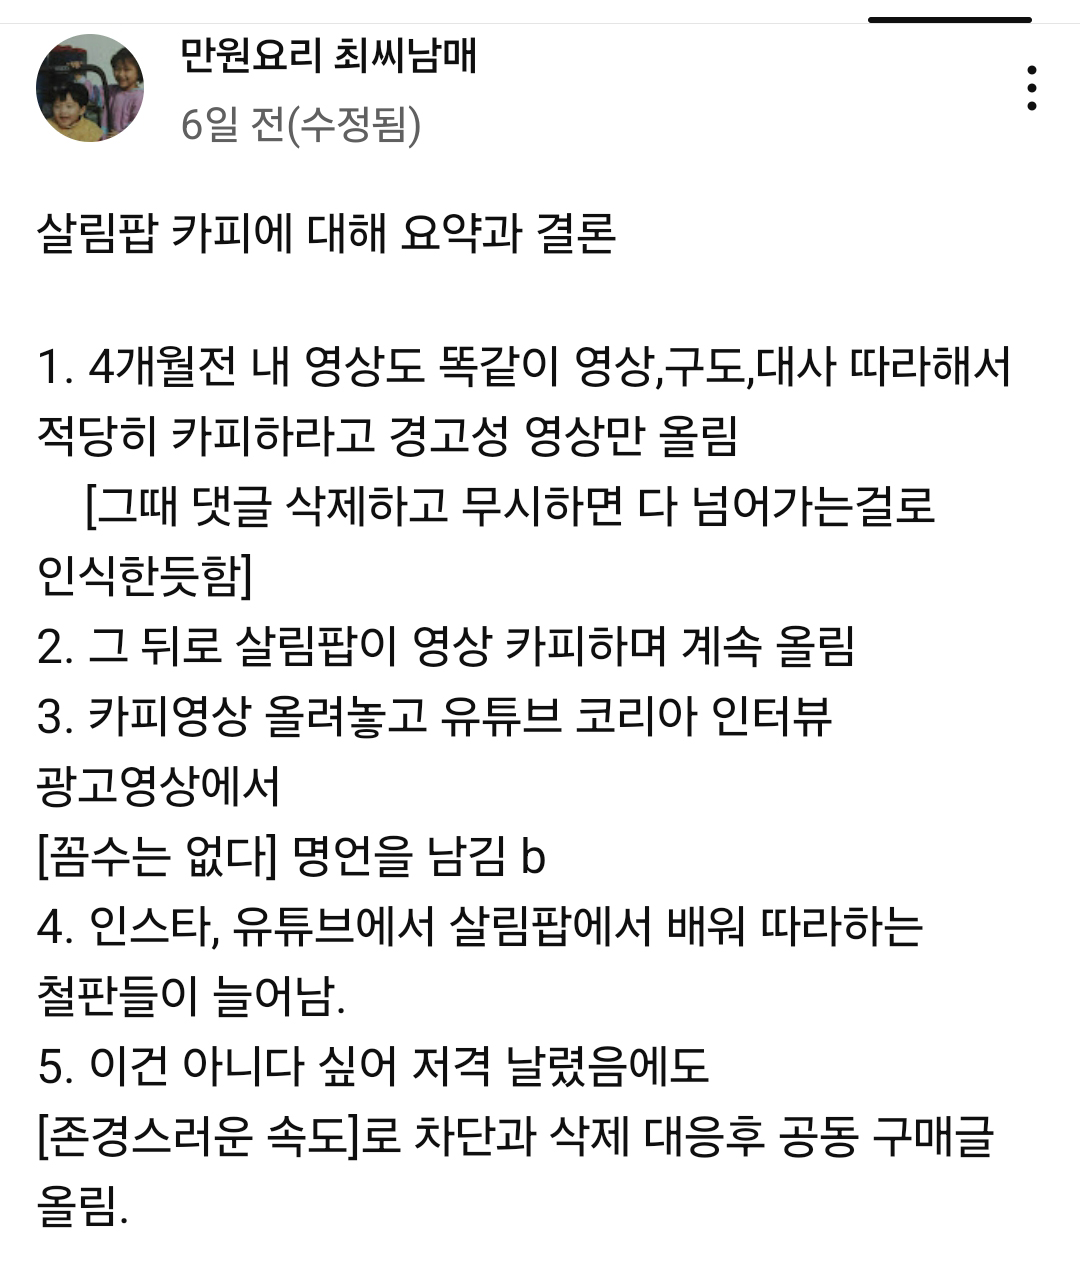 만원요리 최씨남매
6일 전(수정됨)
살림팝 카피에 대해 요약과 결론
1. 4개월전 내 영상도 똑같이 영상,구도,대사 따라해서
적당히 카피하라고 경고성 영상만 올림
[그때 댓글 삭제하고 무시하면 다 넘어가는걸로
인식한듯함]
2. 그 뒤로 살림팝이 영상 카피하며 계속 올림
3. 카피영상 올려놓고 유튜브 코리아 인터뷰
광고영상에서
[꼼수는 없다] 명언을 남김 b
4. 인스타, 유튜브에서 살림팝에서 배워 따라하는
철판들이 늘어남.
5. 이건 아니다 싶어 저격 날렸음에도
[존경스러운 속도]로 차단과 삭제 대응후 공동 구매글
올림.